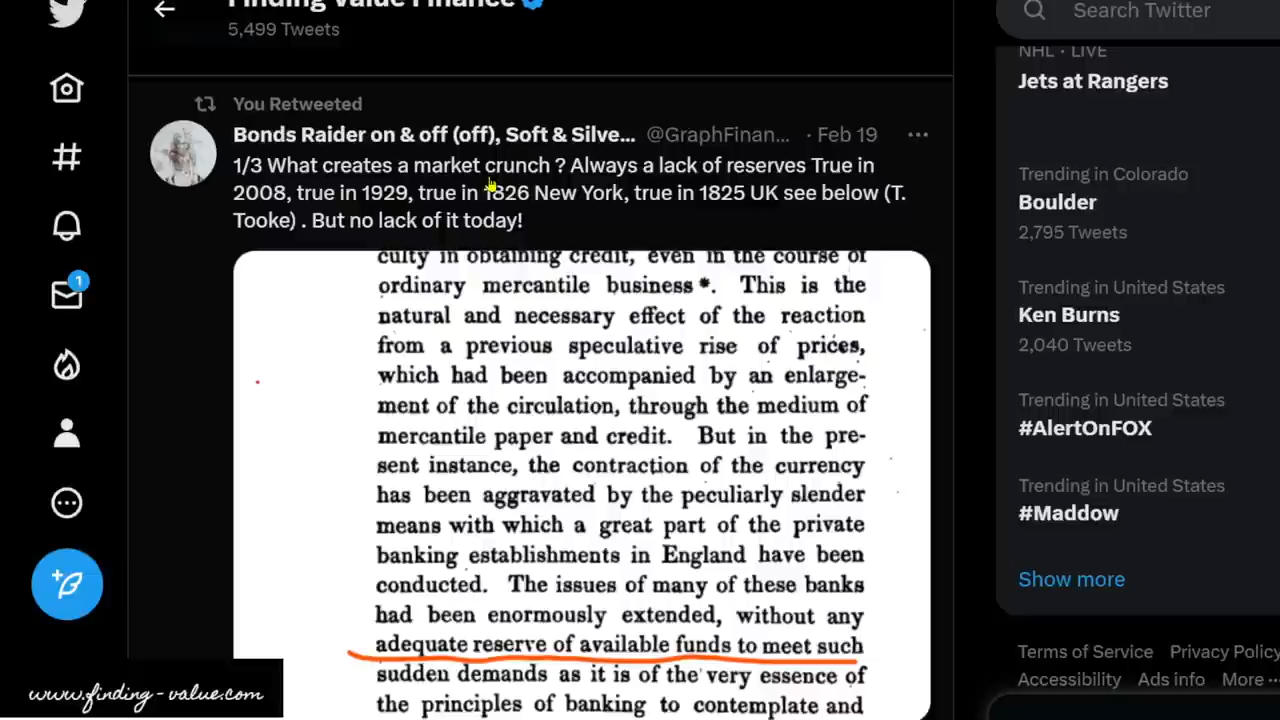 Finding Value Finance
5,499 Tweets
You Retweeted
Bonds Raider on & off (off), Soft & Silve... @GraphFinan... · Feb 19 ···
1/3 What creates a market crunch ? Always a lack of reserves True in
2008, true in 1929, true in 1826 New York, true in 1825 UK see below (T.
Tooke) . But no lack of it today!
culty in obtaining credit, even in the course of
ordinary mercantile business*. This is the
natural and necessary effect of the reaction
from a previous speculative rise of prices,
which had been accompanied by an enlarge-
ment of the circulation, through the medium of
mercantile paper and credit. But in the pre-
sent instance, the contraction of the currency
has been aggravated by the peculiarly slender
means with which a great part of the private
banking establishments in England have been
conducted. The issues of many of these banks
had been enormously extended, without any
adequate reserve of available funds to meet such
sudden demands as it is of the very essence of
the principles of banking to contemplate and
1
www.finding-value.com
Search Twitter
NHL · LIVE
Jets at Rangers
Trending in Colorado
Boulder
2,795 Tweets
Trending in United States
Ken Burns
2,040 Tweets
Trending in United States
#AlertOnFOX
Trending in United States
#Maddow
Show more
Terms of Service Privacy Policy
Accessibility Ads info More ···